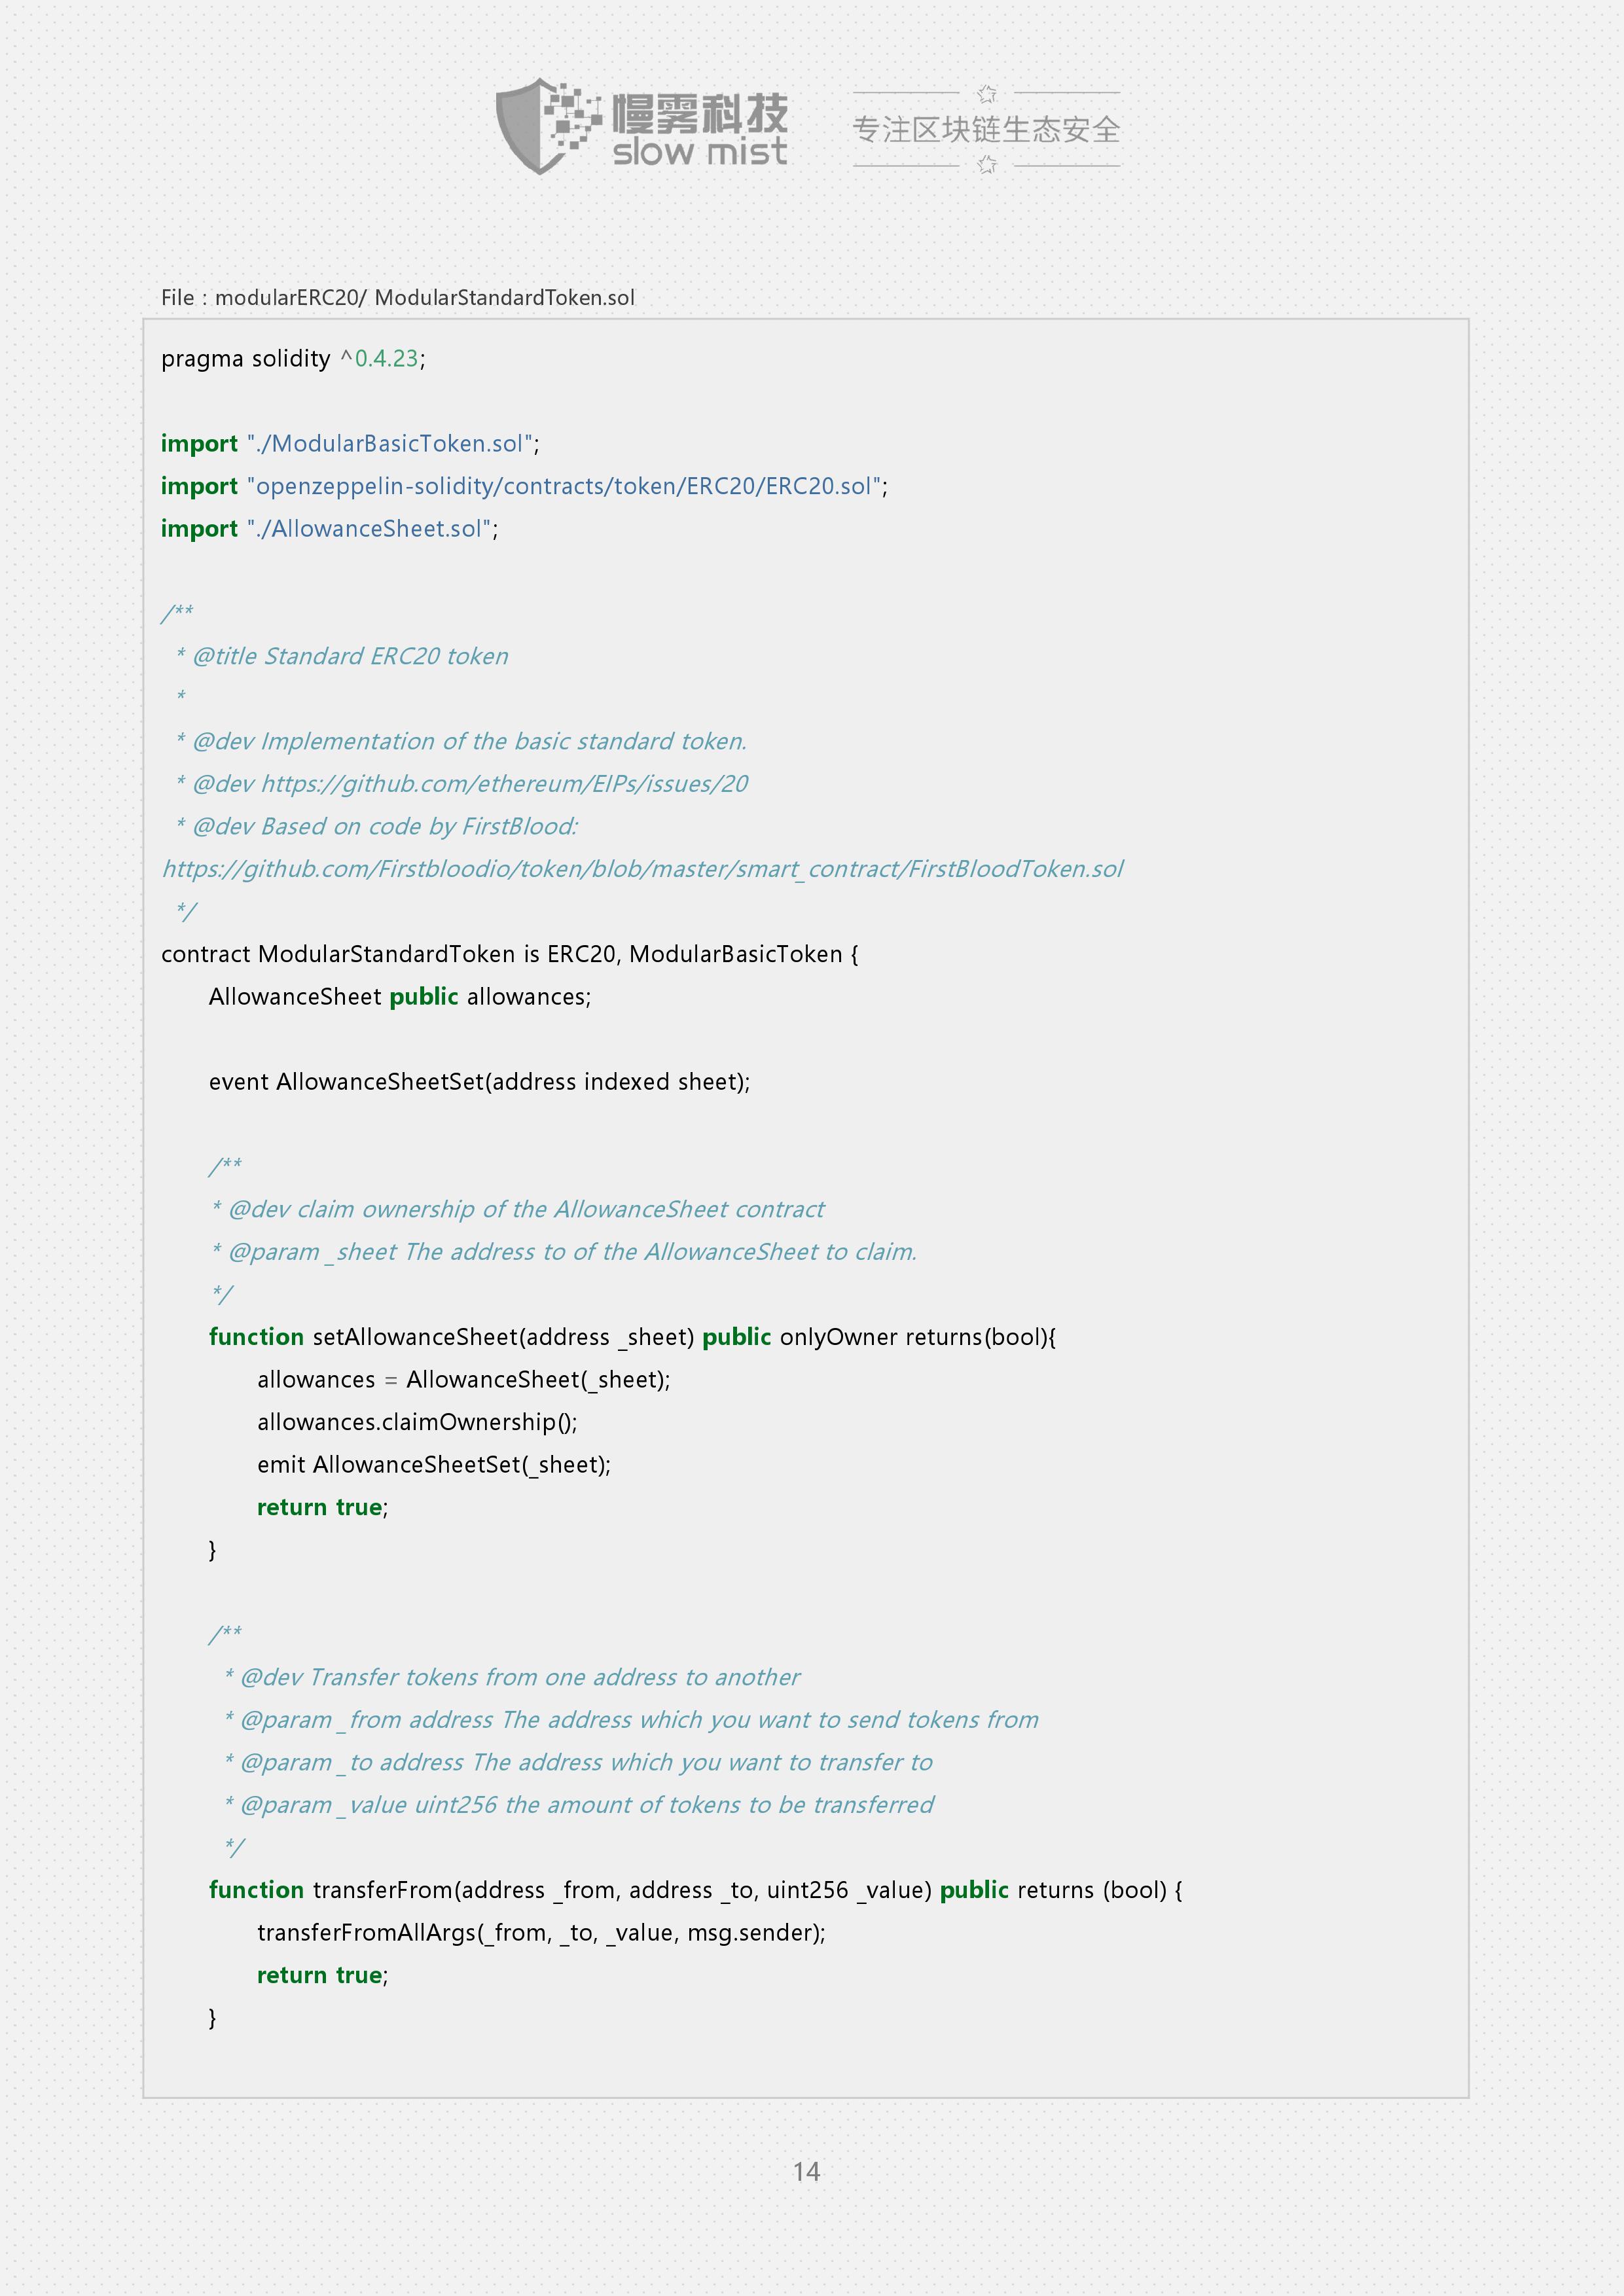 慢雾科技
slow mist
专注区块链生态安全
File : modularERC20/ ModularStandardToken.sol
pragma solidity ^0.4.23;
import "./ModularBasicToken.sol";
import "openzeppelin-solidity/contracts/token/ERC20/ERC20.sol";
import "./AllowanceSheet.sol";
/**
* @title Standard ERC20 token
*
* @dev Implementation of the basic standard token.
* @dev https://github.com/ethereum/EIPs/issues/20
* @dev Based on code by FirstBlood:
https://github.com/Firstbloodio/token/blob/master/smart_contract/FirstBloodToken.sol
*/
contract ModularStandardToken is ERC20, ModularBasicToken {
AllowanceSheet public allowances;
event AllowanceSheetSet(address indexed sheet);
/**
* @dev claim ownership of the AllowanceSheet contract
* @param _sheet The address to of the AllowanceSheet to claim.
*/
function setAllowanceSheet(address _sheet) public onlyOwner returns(bool){
allowances = AllowanceSheet(_sheet);
allowances.claimOwnership();
emit AllowanceSheetSet(_sheet);
return true;
}
/**
* @dev Transfer tokens from one address to another
* @param _from address The address which you want to send tokens from
* @param _to address The address which you want to transfer to
* @param _value uint256 the amount of tokens to be transferred
*/
function transferFrom(address _from, address _to, uint256 _value) public returns (bool) {
transferFromAllArgs(_from, _to, _value, msg.sender);
return true;
}
14